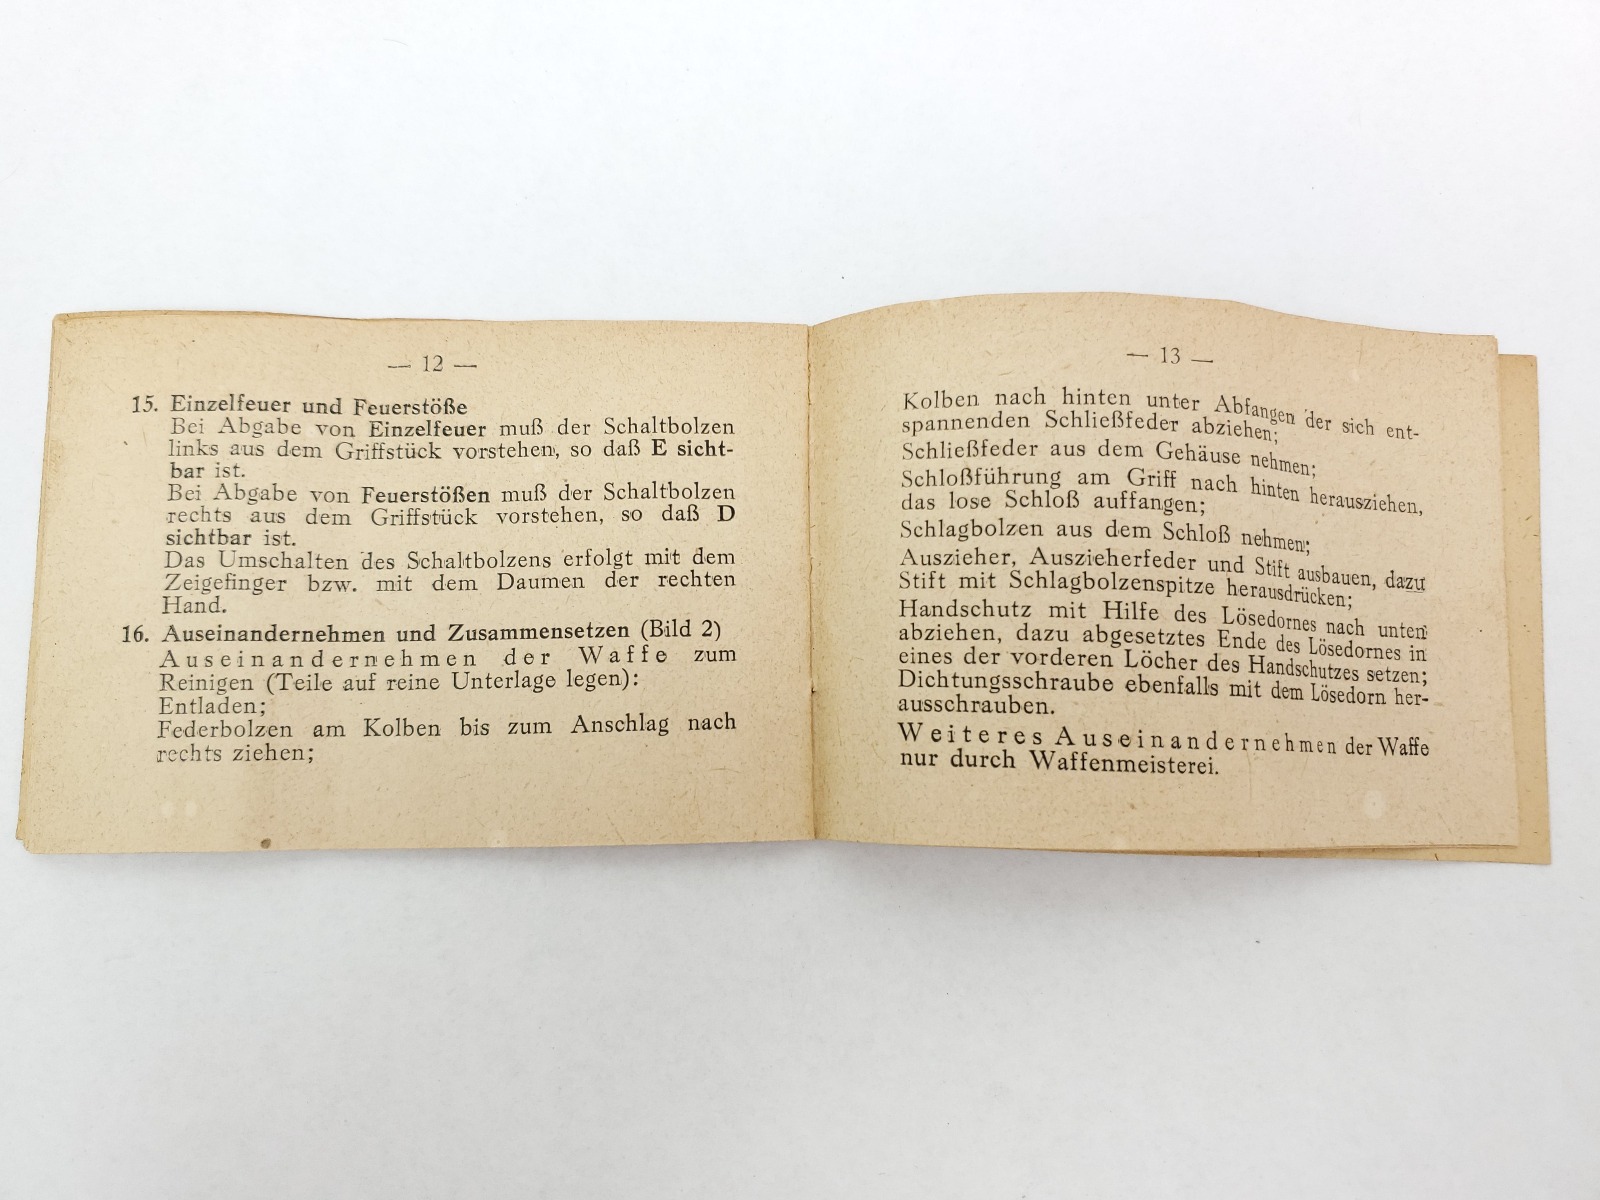 — 12 —
15. Einzelfeuer und Feuerstöße
Bei Abgabe von Einzelfeuer muß der Schaltbolzen
links aus dem Griffstück vorstehen, so daß E sicht-
bar ist.
Bei Abgabe von Feuerstößen muß der Schaltbolzen
rechts aus dem Griffstück vorstehen, so daß D
sichtbar ist.
Das Umschalten des Schaltbolzens erfolgt mit dem
Zeigefinger bzw. mit dem Daumen der rechten
Hand.
16. Auseinandernehmen und Zusammensetzen (Bild 2)
Auseinandernehmen der Waffe zum
Reinigen (Teile auf reine Unterlage legen):
Entladen;
Federbolzen am Kolben bis zum Anschlag nach
rechts ziehen;
— 13 —
Kolben nach hinten unter Abfangen der sich ent-
spannenden Schließfeder abziehen;
Schließfeder aus dem Gehäuse nehmen;
Schloßführung am Griff nach hinten herausziehen,
das lose Schloß auffangen;
Schlagbolzen aus dem Schloß nehmen;
Auszieher, Auszieherfeder und Stift ausbauen, dazu
Stift mit Schlagbolzenspitze herausdrücken;
Handschutz mit Hilfe des Lösedornes nach unten
abziehen, dazu abgesetztes Ende des Lösedornes in
eines der vorderen Löcher des Handschutzes setzen;
Dichtungsschraube ebenfalls mit dem Lösedorn her-
ausschrauben.
Weiteres Auseinandernehmen der Waffe
nur durch Waffenmeisterei.